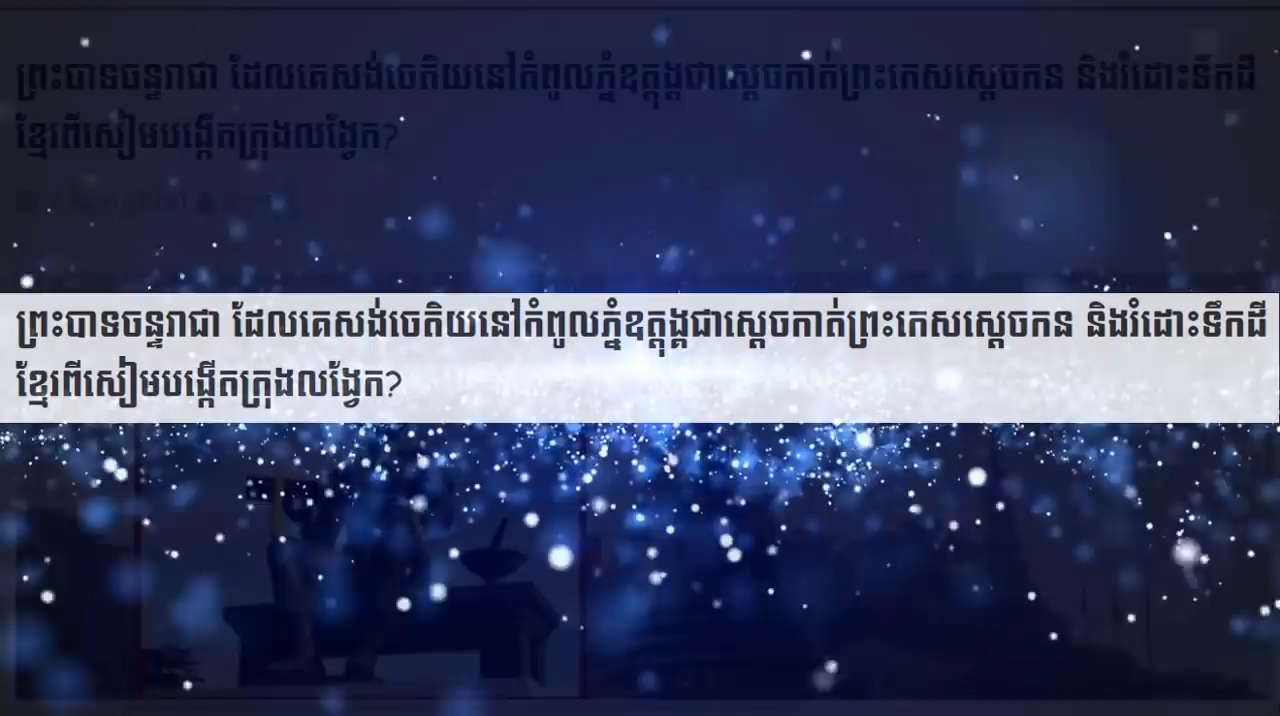 ព្រះបាទចន្ទរាជា ដែលគេសង់ចេតិយនៅកំពូលភ្នំឧត្តុង្គជាស្ដេចកាត់ព្រះកេសស្ដេចកន និងរំដោះទឹកដី
ខ្មែរពីសៀមបង្កើតក្រុងលង្វែក?
ព្រះបាទចន្ទរាជា ដែលគេសង់ចេតិយនៅកំពូលភ្នំឧត្តុង្គជាស្ដេចកាត់ព្រះកេសស្ដេចកន និងរំដោះទឹកដី
ខ្មែរពីសៀមបង្កើតក្រុងលង្វែក?